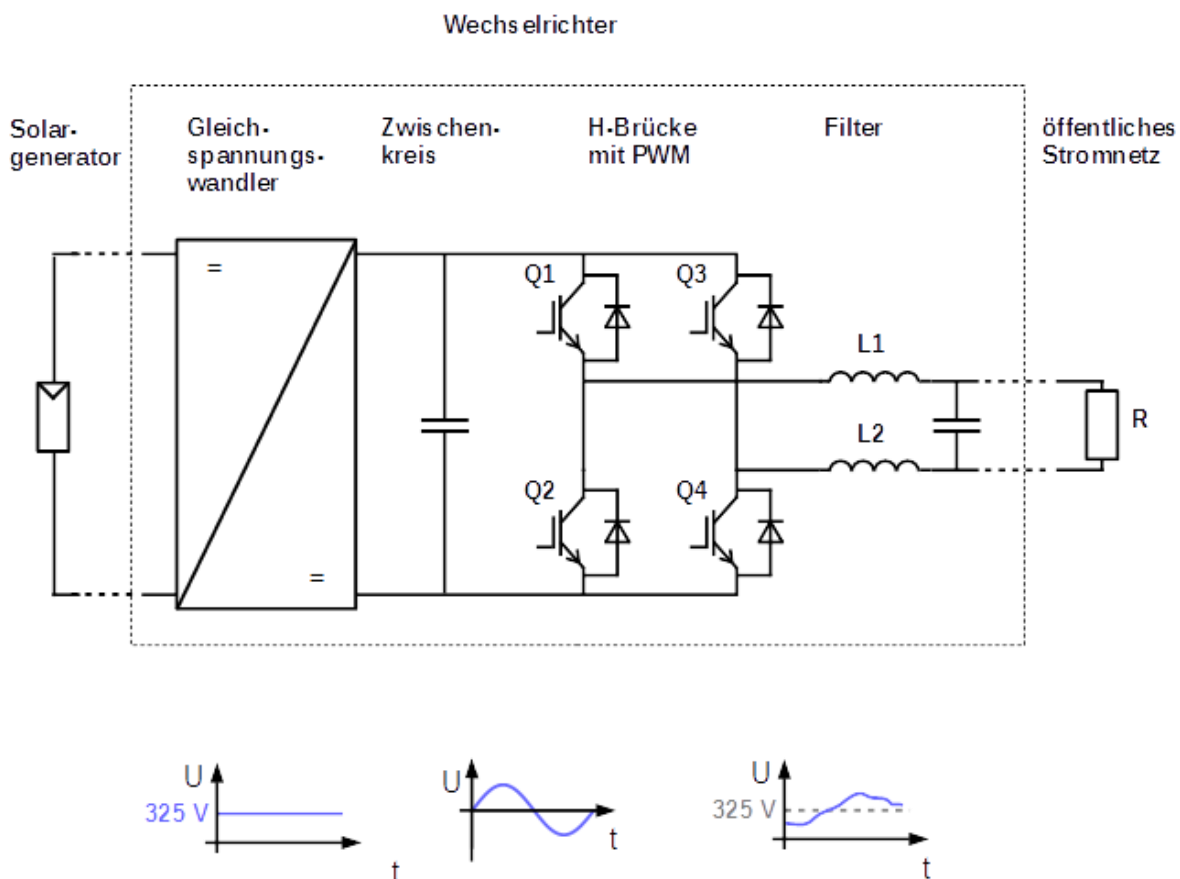 Wechselrichter
Solar-
generator
Gleich-
spannungs-
wandler
Zwischen-
kreis
H-Brücke
mit PWM
Filter
öffentliches
Stromnetz
=
=
Q1
Q3
L1
R
L2
Q2
Q4
U
325 V
t
U
t
U
325 V
t